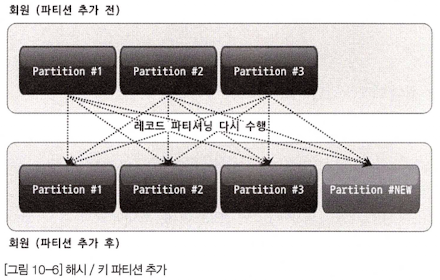 회원 (파티션 추가 전)
Partition #1 Partition #2 Partition #3
레코드 파티셔닝 다시 수행
Partition #1 Partition #2 Partition #3 Partition #NEW
회원 (파티션 추가 후)
[그림 10-6] 해시 / 키 파티션 추가